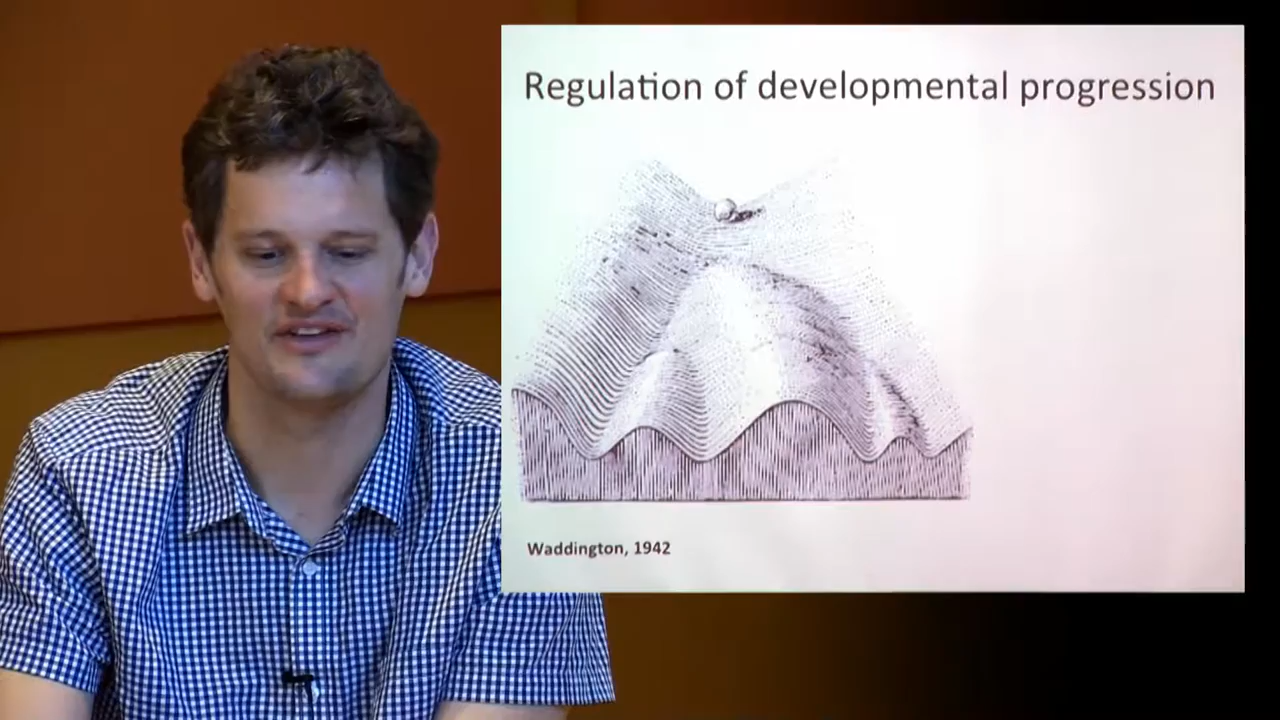 Regulation of developmental progression
Waddington, 1942